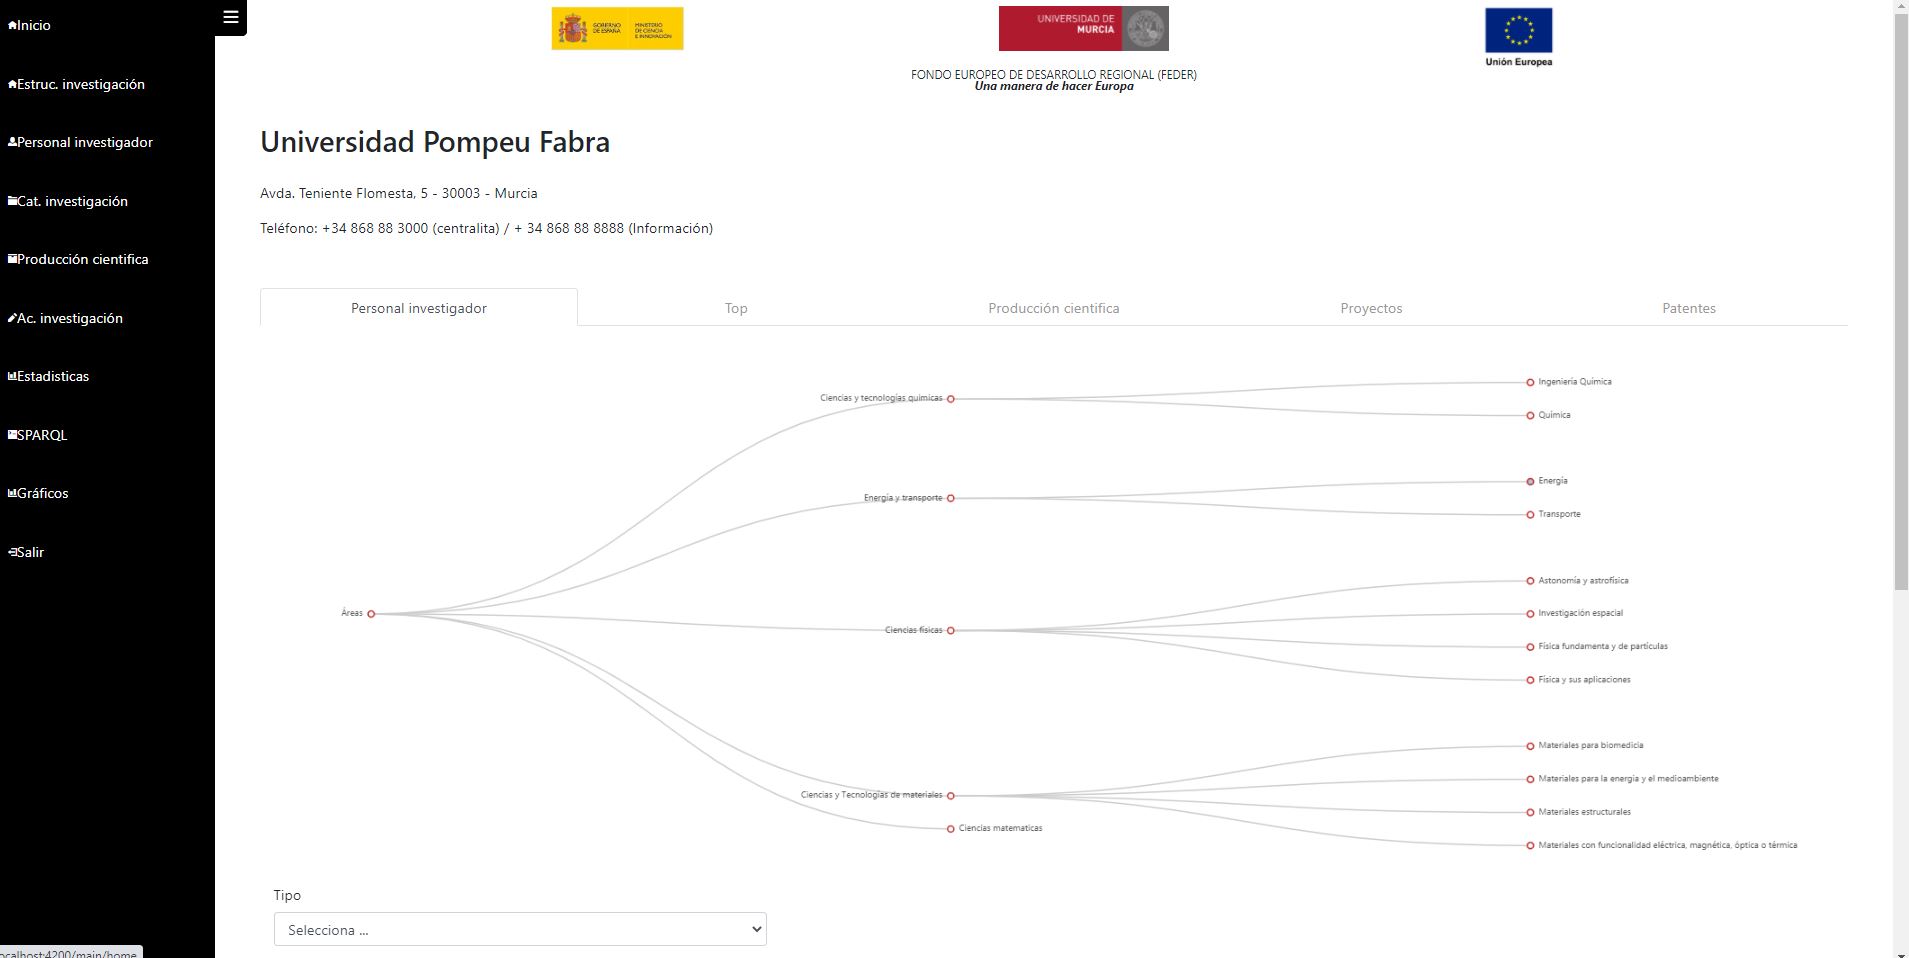 Inicio
Estruc. investigación
Personal investigador
Cat. investigación
Producción cientifica
Ac. investigación
Estadisticas
SPARQL
Gráficos
Salir
GOBIERNO DE ESPAÑA
MINISTERIO DE CIENCIA E INNOVACIÓN
UNIVERSIDAD DE
MURCIA
Unión Europea
FONDO EUROPEO DE DESARROLLO REGIONAL (FEDER)
Una manera de hacer Europa
Universidad Pompeu Fabra
Avda. Teniente Flomesta, 5 - 30003 - Murcia
Teléfono: +34 868 88 3000 (centralita) / + 34 868 88 8888 (Información)
Personal investigador
Top
Producción cientifica
Proyectos
Patentes
Áreas
Ciencias y tecnologías químicas
Ingeniería Química
Química
Energía y transporte
Energía
Transporte
Ciencias físicas
Astonomía y astrofísica
Investigación espacial
Física fundamenta y de partículas
Física y sus aplicaciones
Ciencias y Tecnologías de materiales
Materiales para biomedicia
Materiales para la energía y el medioambiente
Materiales estructurales
Materiales con funcionalidad eléctrica, magnética, óptica o térmica
Ciencias matematicas
Tipo
Selecciona ...
ocalhost:4200/main/home